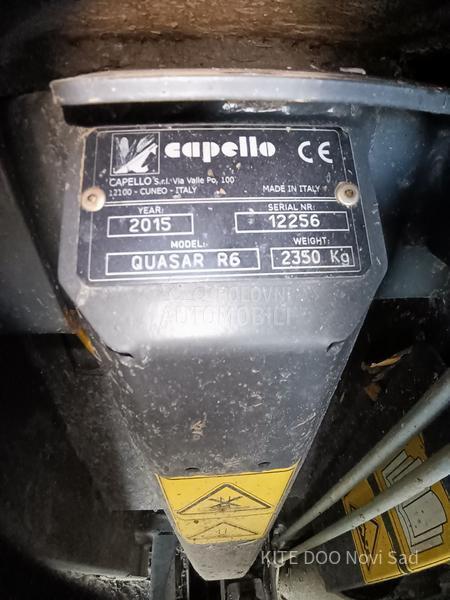 capello CE
CAPELLO S.r.l. Via Valle Po, 100
12100 - CUNEO - ITALY MADE IN ITALY
YEAR: SERIAL NR:
2015 12256
MODEL: WEIGHT:
QUASAR R6 2350 Kg
POLOVNI
AUTOMOBILI
KITE DOO Novi Sad